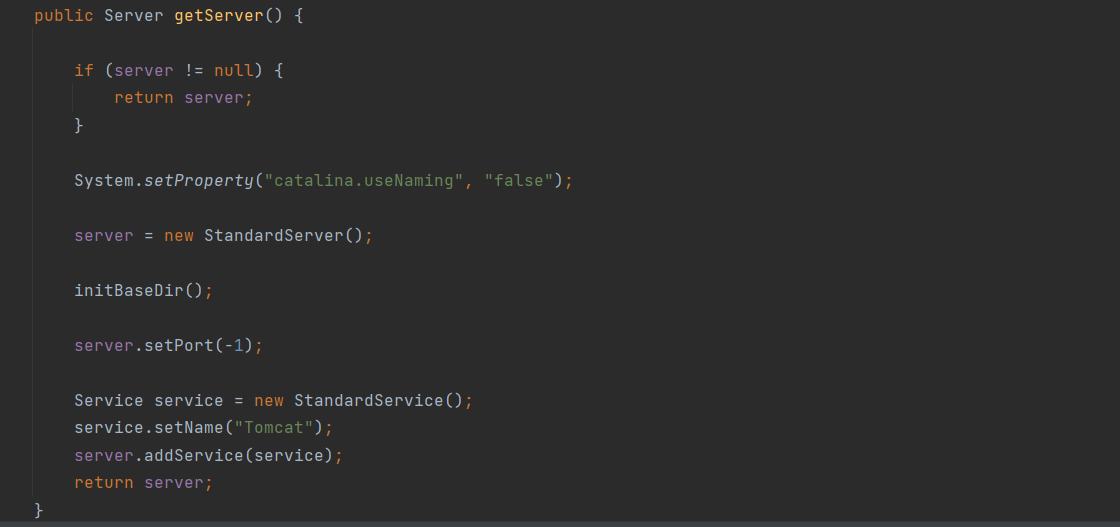 public Server getServer() {
if (server != null) {
return server;
}
System.setProperty("catalina.useNaming", "false");
server = new StandardServer();
initBaseDir();
server.setPort(-1);
Service service = new StandardService();
service.setName("Tomcat");
server.addService(service);
return server;
}